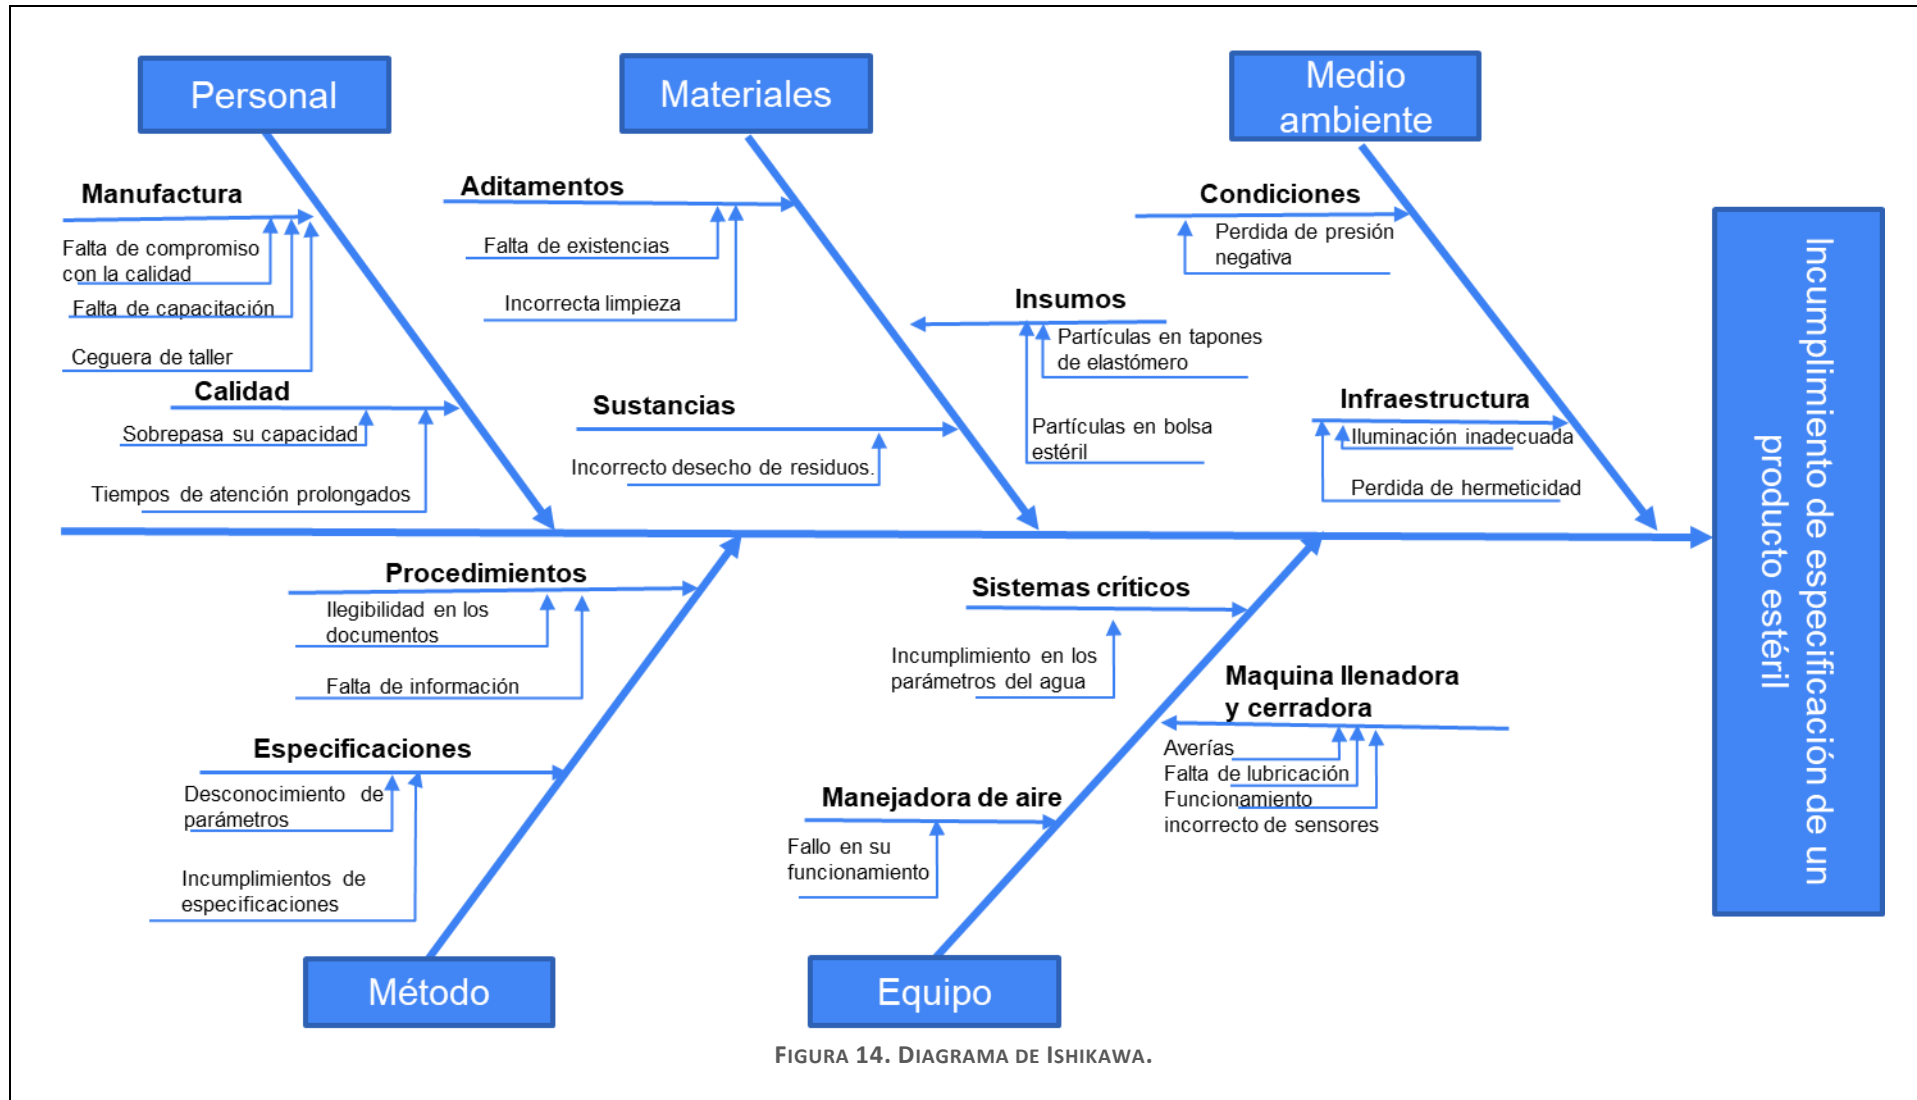 Personal
Materiales
Medio
ambiente
Manufactura
Falta de compromiso
con la calidad
Falta de capacitación
Ceguera de taller
Calidad
Sobrepasa su capacidad
Tiempos de atención prolongados
Aditamentos
Falta de existencias
Incorrecta limpieza
Insumos
Partículas en tapones
de elastómero
Partículas en bolsa
estéril
Sustancias
Incorrecto desecho de residuos.
Condiciones
Perdida de presión
negativa
Infraestructura
Iluminación inadecuada
Perdida de hermeticidad
Incumplimiento de especificación de un
producto estéril
Procedimientos
Ilegibilidad en los
documentos
Falta de información
Especificaciones
Desconocimiento de
parámetros
Incumplimientos de
especificaciones
Sistemas críticos
Incumplimiento en los
parámetros del agua
Maquina llenadora
y cerradora
Averías
Falta de lubricación
Funcionamiento
incorrecto de sensores
Manejadora de aire
Fallo en su
funcionamiento
Método
Equipo
FIGURA 14. DIAGRAMA DE ISHIKAWA.